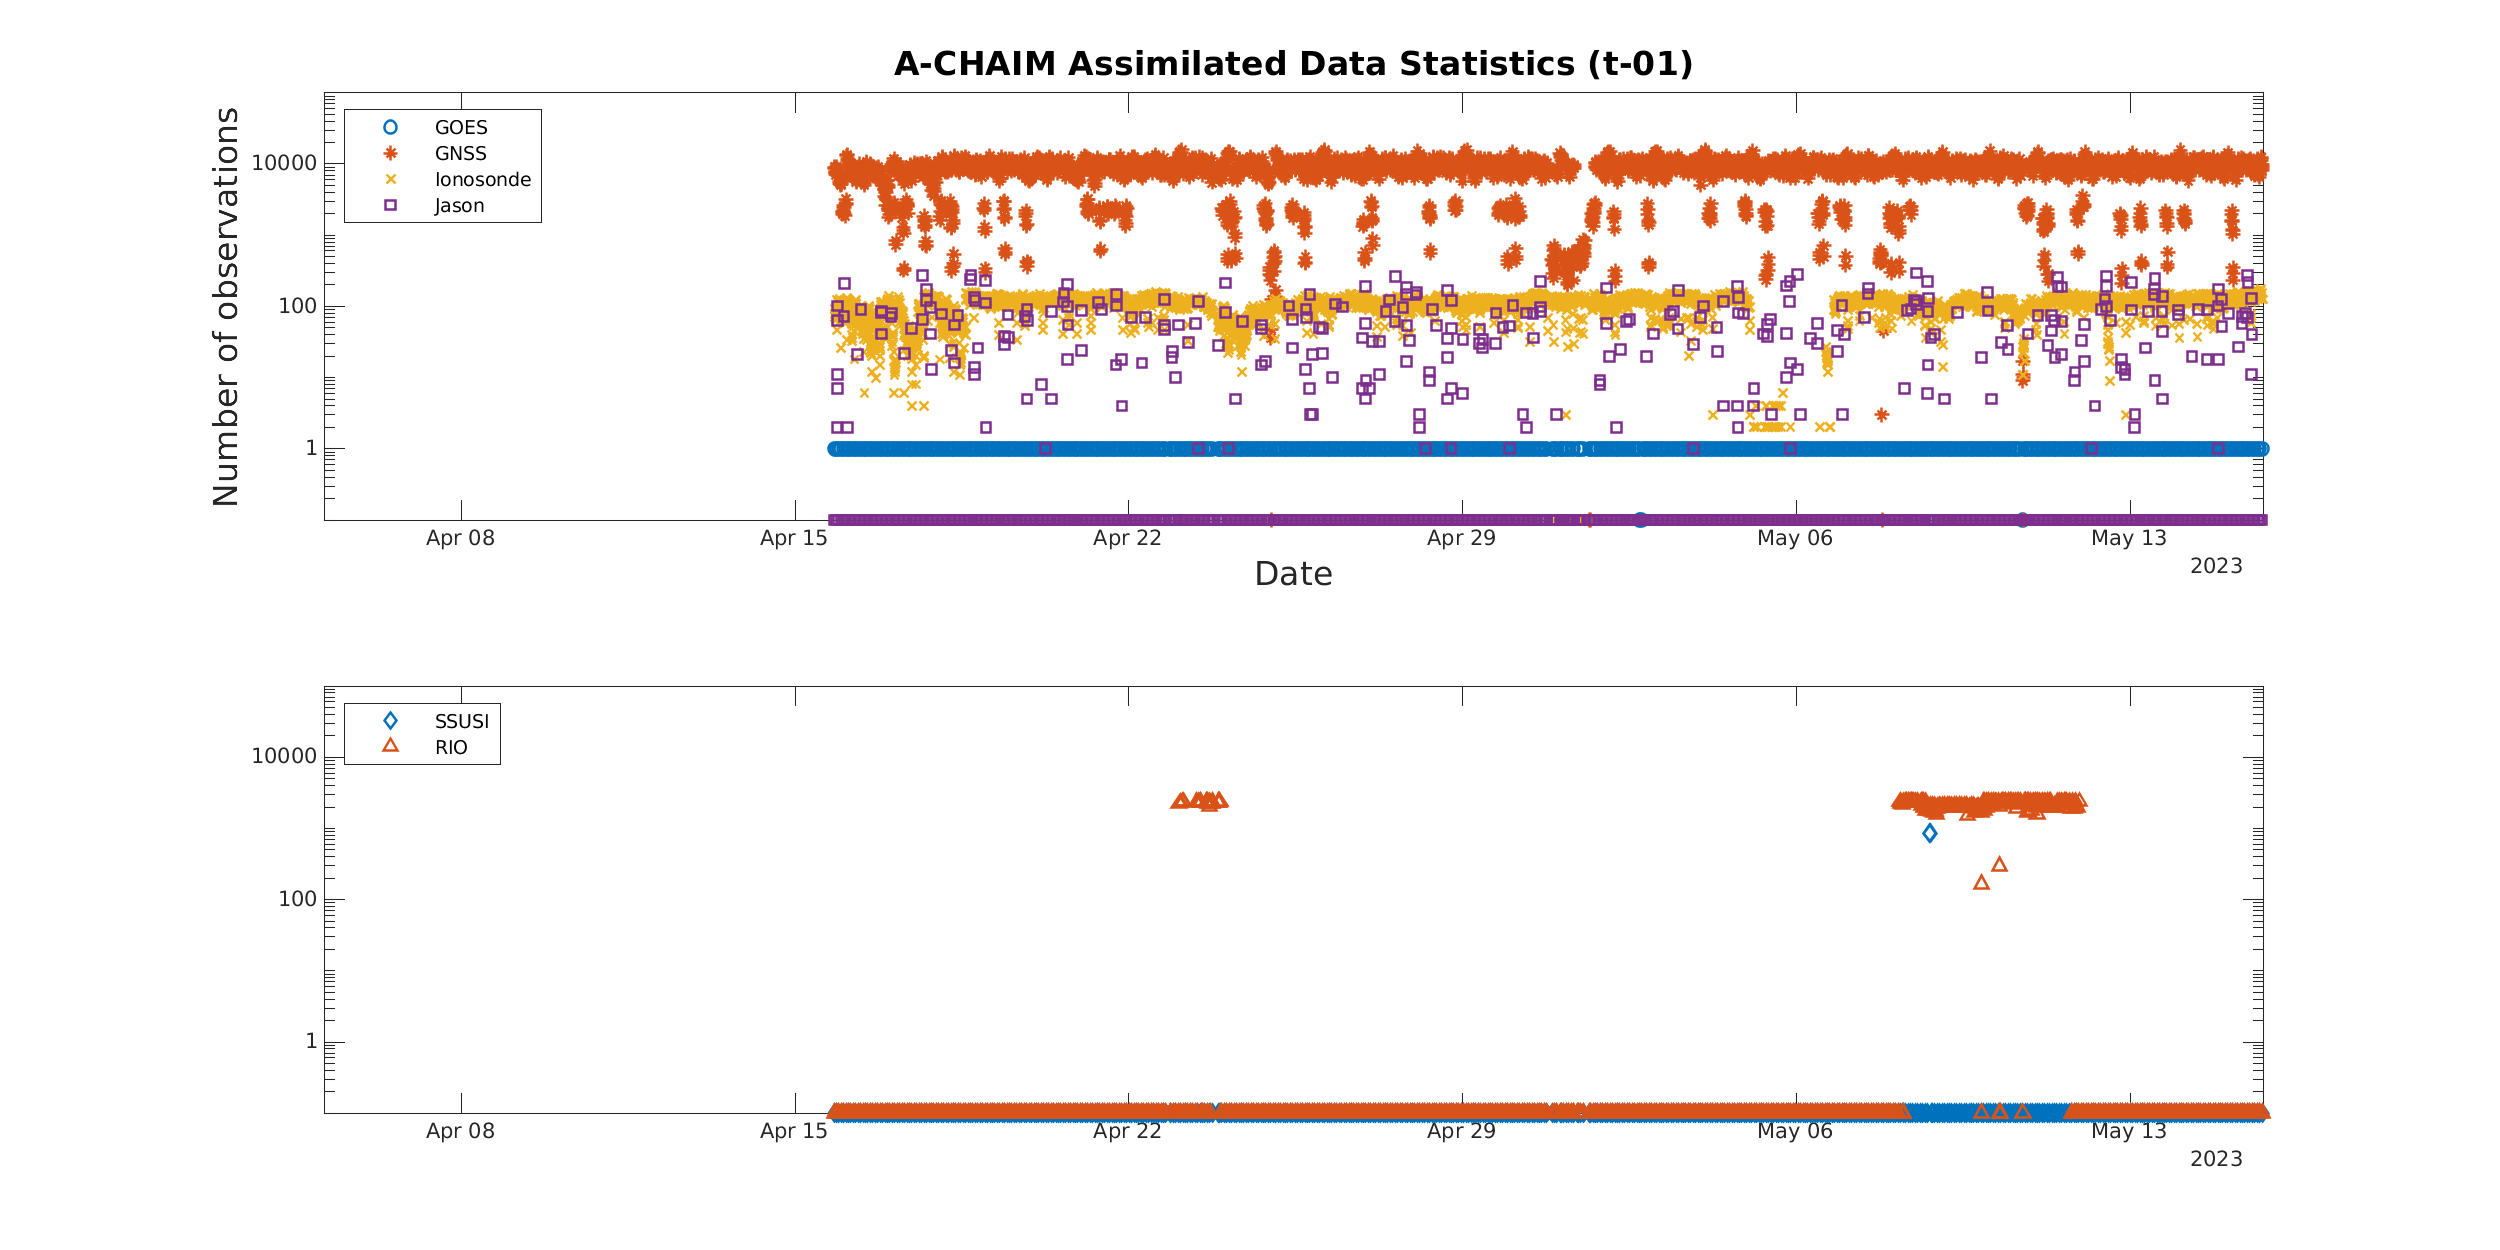 A-CHAIM Assimilated Data Statistics (t-01)
GOES
GNSS
Ionosonde
Jason
10000
100
1
Number of observations
Apr 08
Apr 15
Apr 22
Apr 29
May 06
May 13
2023
Date
SSUSI
RIO
10000
100
1
Apr 08
Apr 15
Apr 22
Apr 29
May 06
May 13
2023